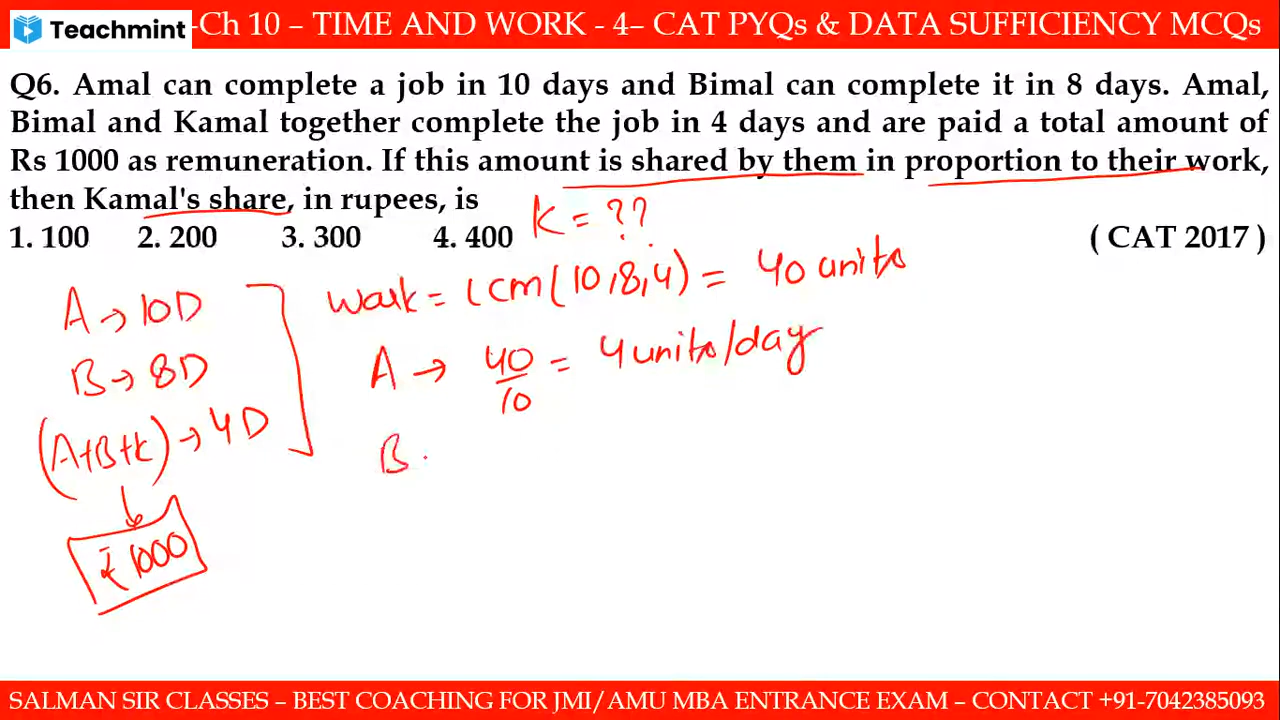 Teachmint -Ch 10 – TIME AND WORK - 4– CAT PYQs & DATA SUFFICIENCY MCQs
Q6. Amal can complete a job in 10 days and Bimal can complete it in 8 days. Amal,
Bimal and Kamal together complete the job in 4 days and are paid a total amount of
Rs 1000 as remuneration. If this amount is shared by them in proportion to their work,
then Kamal's share, in rupees, is
K = ??
1. 100 2. 200 3. 300 4. 400 ( CAT 2017 )
A → 10D
B → 8D
(A+B+K) → 4D
₹1000
Work = LCM(10,8,4) = 40 units
A → 40/10 = 4 units/day
B
SALMAN SIR CLASSES – BEST COACHING FOR JMI/AMU MBA ENTRANCE EXAM – CONTACT +91-7042385093